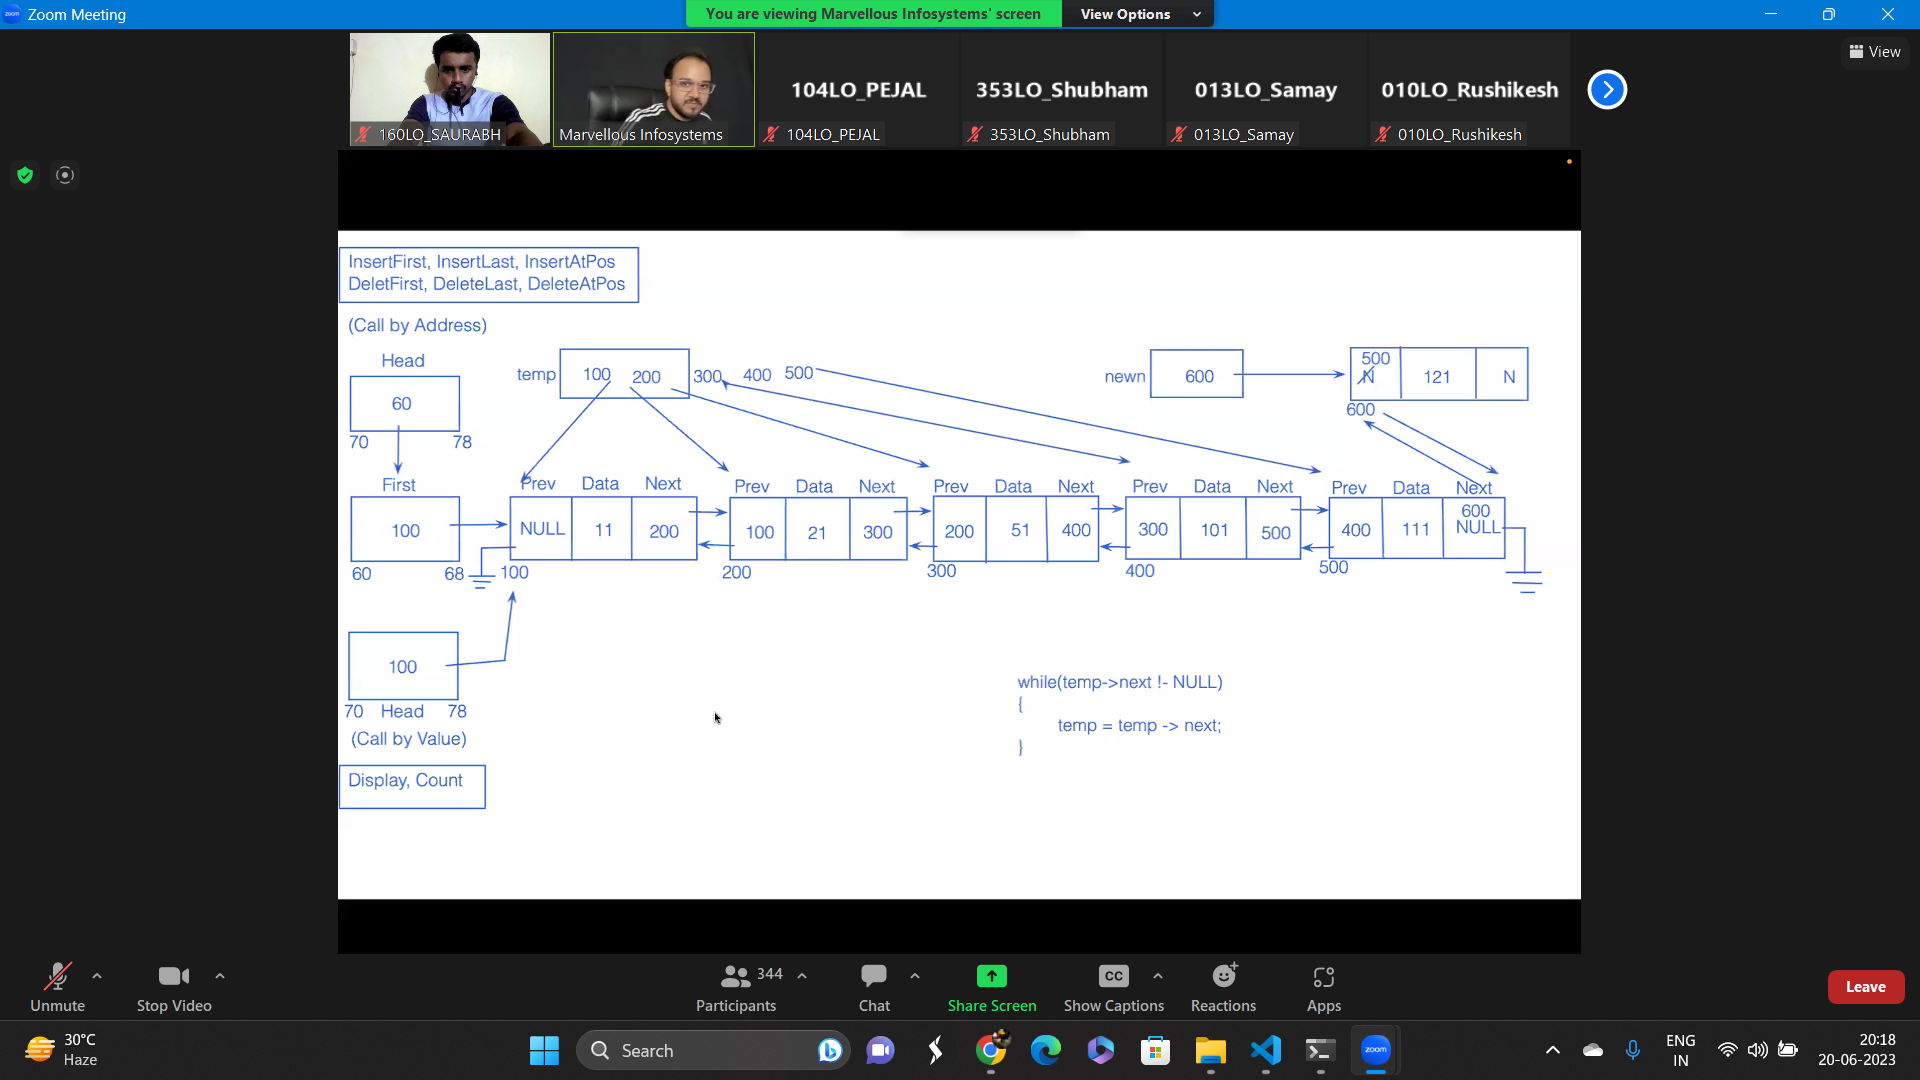 zoom Zoom Meeting
You are viewing Marvellous Infosystems' screen View Options
View
160LO_SAURABH
Marvellous Infosystems
104LO_PEJAL
104LO_PEJAL
353LO_Shubham
353LO_Shubham
013LO_Samay
013LO_Samay
010LO_Rushikesh
010LO_Rushikesh
InsertFirst, InsertLast, InsertAtPos
DeletFirst, DeleteLast, DeleteAtPos
(Call by Address)
Head
60
70 78
temp 100 200 300 400 500
newn 600
500
N 121 N
600
First
100
60 68
Prev Data Next
NULL 11 200
100
Prev Data Next
100 21 300
200
Prev Data Next
200 51 400
300
Prev Data Next
300 101 500
400
Prev Data Next
600
400 111 NULL
500
100
70 Head 78
(Call by Value)
Display, Count
while(temp->next !- NULL)
{
temp = temp -> next;
}
Unmute
Stop Video
344
Participants
Chat
Share Screen
CC
Show Captions
Reactions
Apps
Leave
30°C
Haze
Search
zoom
ENG
IN
20:18
20-06-2023